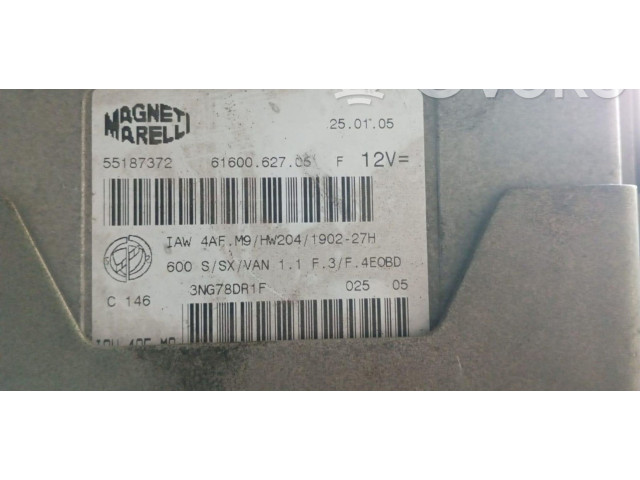 MAGNETI
MARELLI
25.01.05
55187372 61600.627.05 F 12V=
IAW 4AF.M9/HW204/1902-27H
600 S/SX/VAN 1.1 F.3/F.4EOBD
C 146 3NG78DR1F 025 05